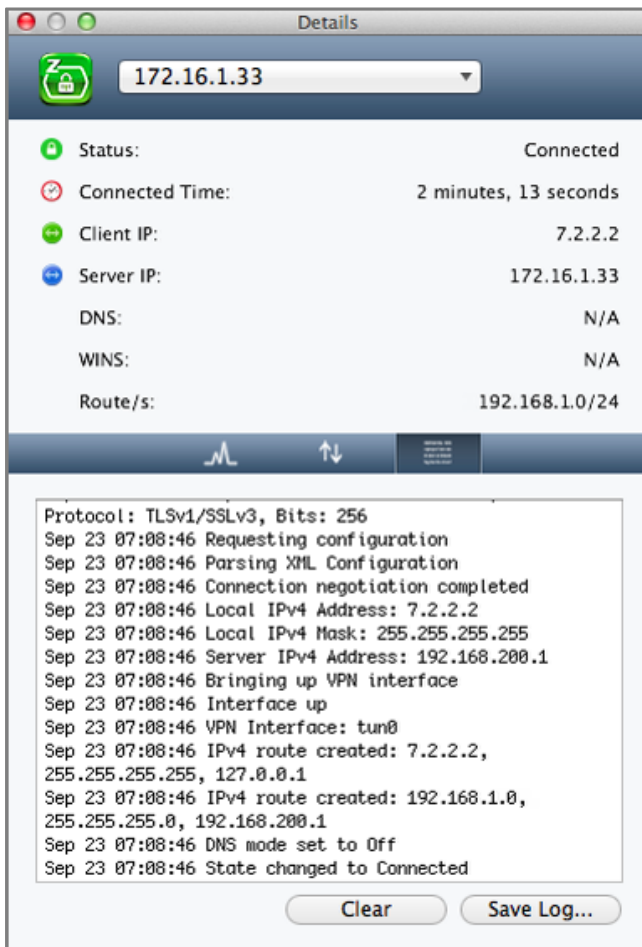 Details
Z
172.16.1.33
Status: Connected
Connected Time: 2 minutes, 13 seconds
Client IP: 7.2.2.2
Server IP: 172.16.1.33
DNS: N/A
WINS: N/A
Route/s: 192.168.1.0/24
Protocol: TLSv1/SSLv3, Bits: 256
Sep 23 07:08:46 Requesting configuration
Sep 23 07:08:46 Parsing XML Configuration
Sep 23 07:08:46 Connection negotiation completed
Sep 23 07:08:46 Local IPv4 Address: 7.2.2.2
Sep 23 07:08:46 Local IPv4 Mask: 255.255.255.255
Sep 23 07:08:46 Server IPv4 Address: 192.168.200.1
Sep 23 07:08:46 Bringing up VPN interface
Sep 23 07:08:46 Interface up
Sep 23 07:08:46 VPN Interface: tun0
Sep 23 07:08:46 IPv4 route created: 7.2.2.2,
255.255.255.255, 127.0.0.1
Sep 23 07:08:46 IPv4 route created: 192.168.1.0,
255.255.255.0, 192.168.200.1
Sep 23 07:08:46 DNS mode set to Off
Sep 23 07:08:46 State changed to Connected
Clear Save Log...